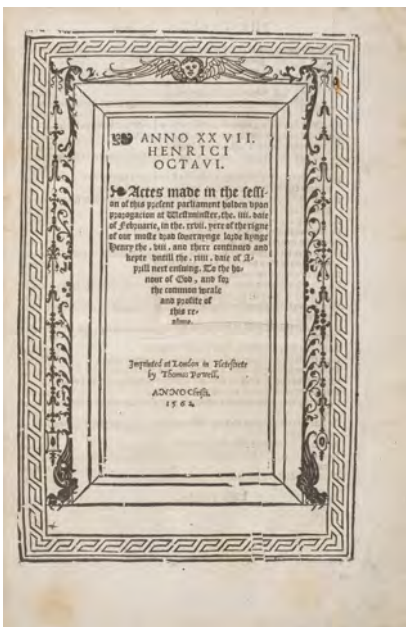 ANNO XXVII.
HENRICI
OCTAVI.
Actes made in the sessi-
on of this present parliament holden vpon
prorogacion at Westminster, the. iiii. daie
of Februarie, in the. xxvii. yere of the reigne
of our moste drad soueraynge lorde kynge
Henry the. viii. and there continued and
kepte vntill the. xiiii. daie of A-
prill next ensuing. To the ho-
nour of God, and for
the common weale
and profite of
this re-
alme.
Imprinted at London in Fletestrete
by Thomas Powell.
ANNO Christi.
1562